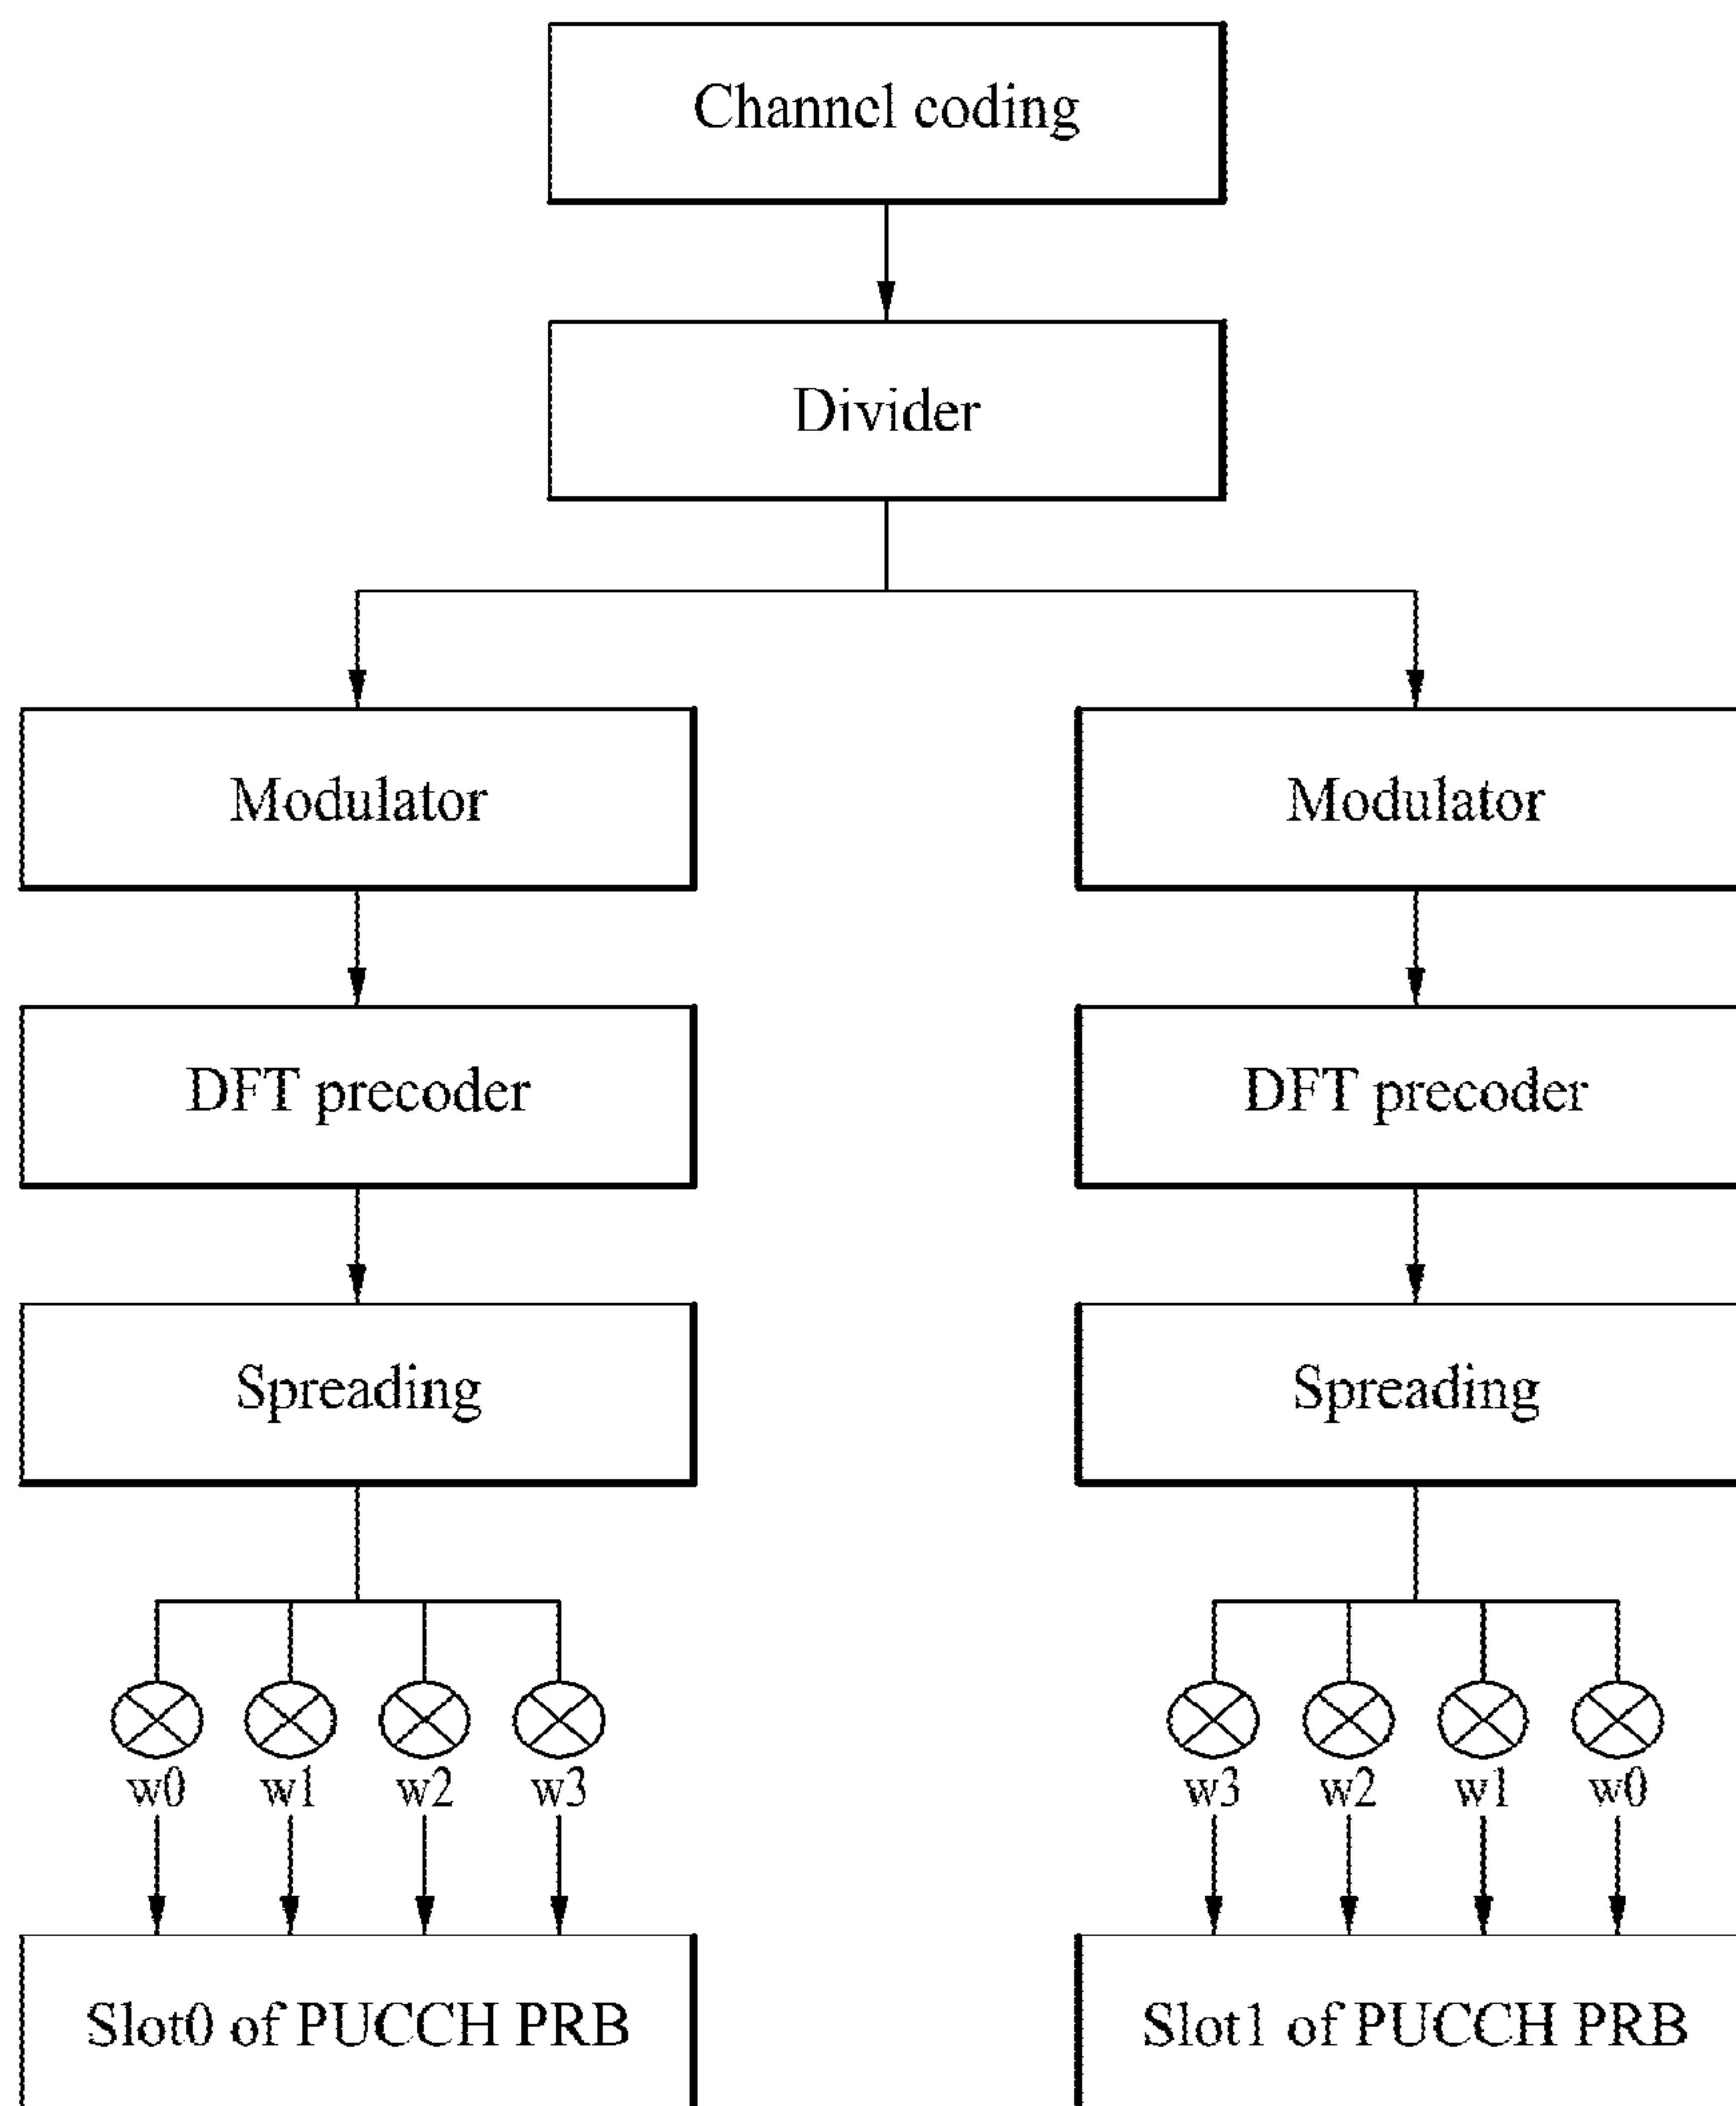 Channel coding
Divider
Modulator
Modulator
DFT precoder
DFT precoder
Spreading
Spreading
w0 w1 w2 w3
w3 w2 w1 w0
Slot0 of PUCCH PRB
Slot1 of PUCCH PRB